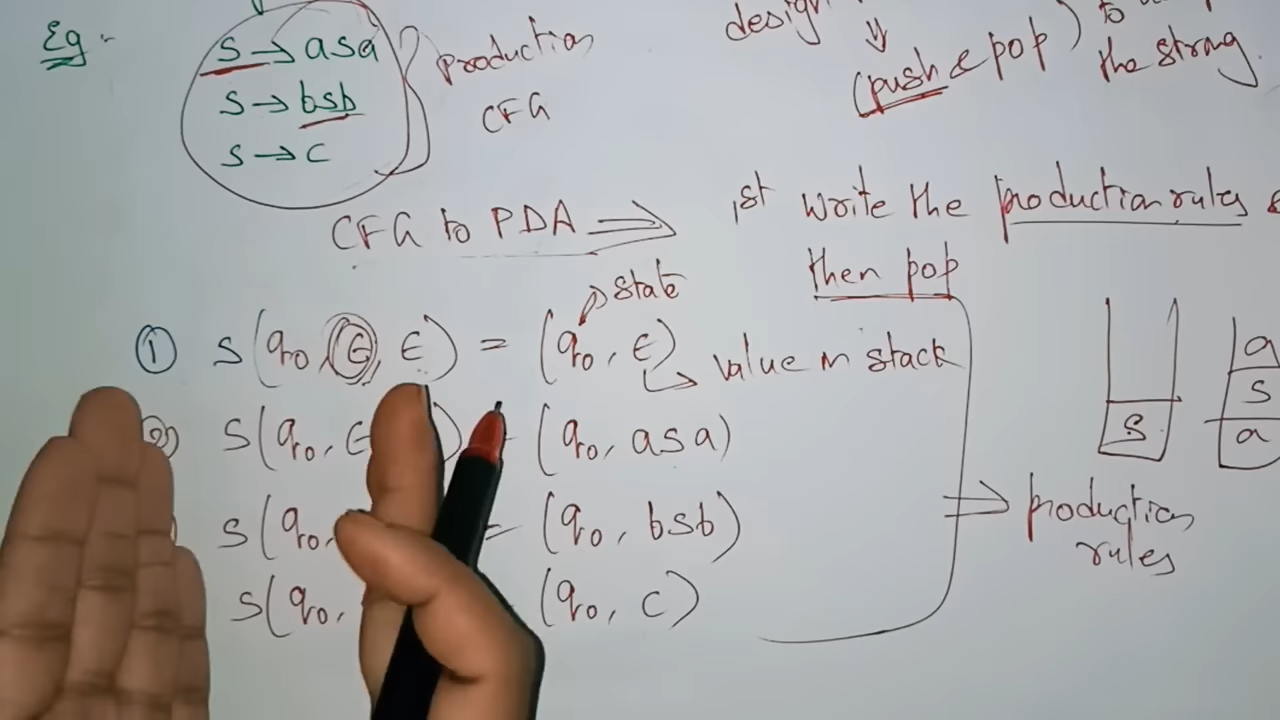 Eg:-
S → asa
S → bsb
S → C
production
CFG
design
⇓
(push & pop) to
the string.
CFG to PDA ⟹
1st write the production rules &
then pop
state
① δ(q0, ϵ, ϵ) = (q0, ϵ)
value in stack
② δ(q0, ϵ (q0, asa)
δ(q0, = (q0, bsb)
δ(q0, (q0, C)
⇒ production
rules
S
a
S
a